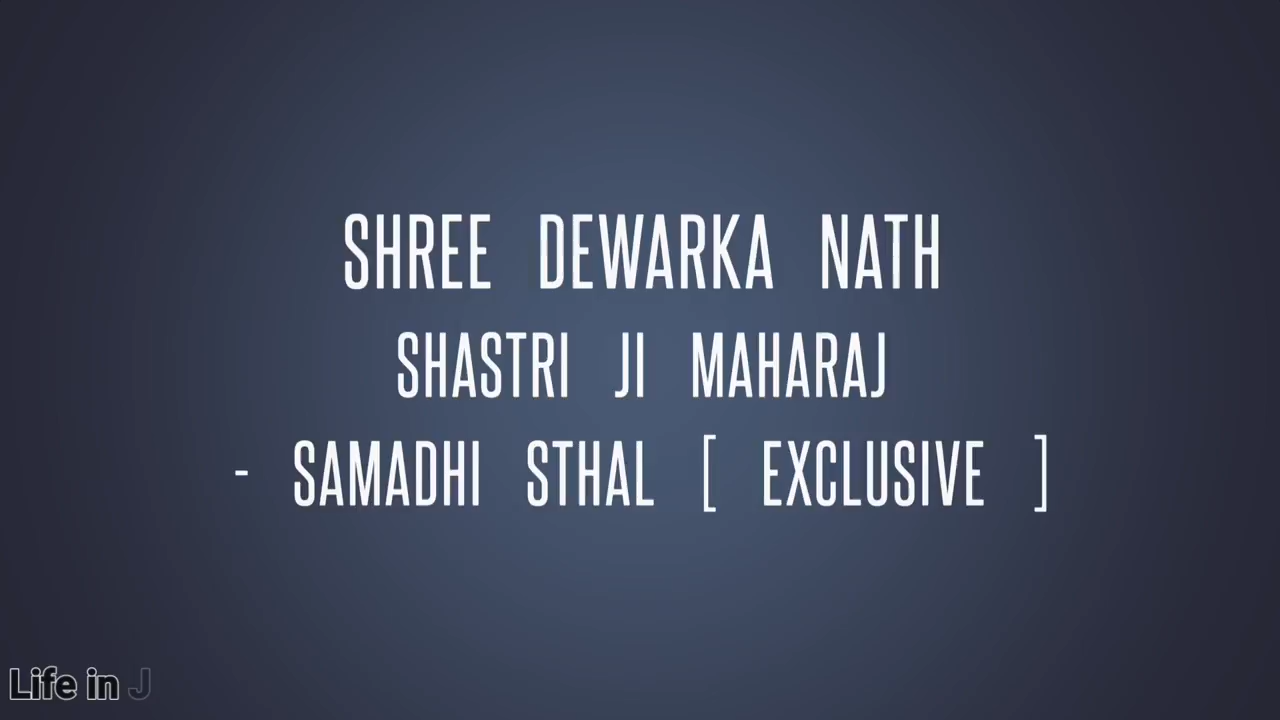 SHREE DEWARKA NATH
SHASTRI JI MAHARAJ
- SAMADHI STHAL [ EXCLUSIVE ]
Life in J